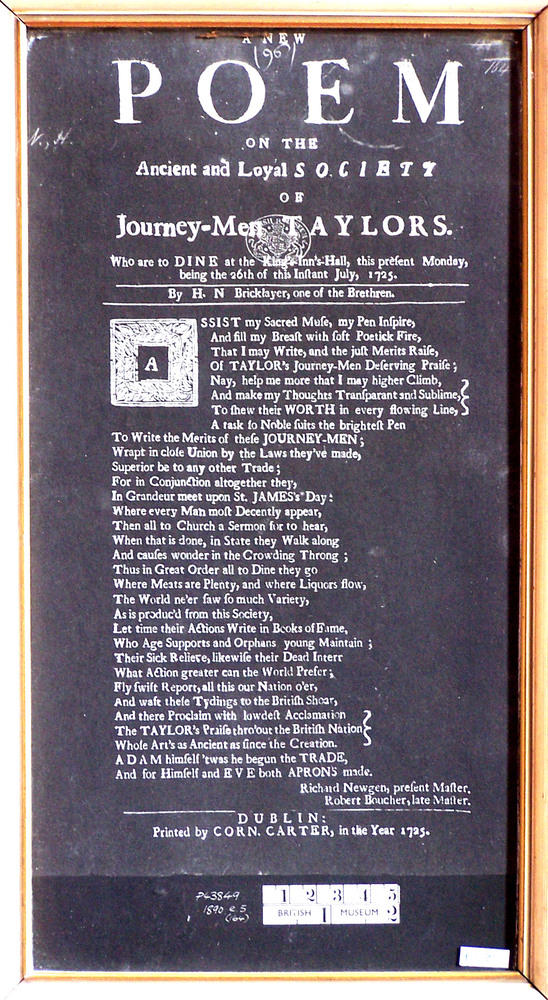 A NEW
(96)
POEM
ON THE
Ancient and Loyal SOCIETY
OF
Journey-Men TAYLORS.
Who are to DINE at the King's-Inn's-Hall, this preſent Monday,
being the 26th of this Inſtant July, 1725.
By H. N Bricklayer, one of the Brethren.
ASSIST my Sacred Muſe, my Pen Inſpire,
And fill my Breaſt with ſoft Poetick Fire,
That I may Write, and the juſt Merits Raiſe,
Of TAYLOR's Journey-Men Deſerving Praiſe;
Nay, help me more that I may higher Climb,
And make my Thoughts Tranſparant and Sublime,
To ſhew their WORTH in every flowing Line,
A task ſo Noble ſuits the brighteſt Pen
To Write the Merits of theſe JOURNEY-MEN;
Wrapt in cloſe Union by the Laws they've made,
Superior be to any other Trade;
For in Conjunction altogether they,
In Grandeur meet upon St. JAMES's Day:
Where every Man moſt Decently appear,
Then all to Church a Sermon for to hear,
When that is done, in State they Walk along
And cauſes wonder in the Crowding Throng;
Thus in Great Order all to Dine they go
Where Meats are Plenty, and where Liquors flow,
The World ne'er ſaw ſo much Variety,
As is produc'd from this Society,
Let time their Actions Write in Books of Fame,
Who Age Supports and Orphans young Maintain;
Their Sick Relieve, likewiſe their Dead Interr
What Action greater can the World Prefer;
Fly ſwift Report, all this our Nation o'er,
And waft theſe Tydings to the Britiſh Shoar,
And there Proclaim with lowdeſt Acclamation
The TAYLOR's Praiſe thro'out the Britiſh Nation
Whoſe Art's as Ancient as ſince the Creation.
ADAM himſelf 'twas he begun the TRADE,
And for Himſelf and EVE both APRONS made.
Richard Newgen, preſent Maſter.
Robert Boucher, late Maſter.
DUBLIN:
Printed by CORN. CARTER, in the Year 1725.
P43849
1890 e 5
(164)
1 2 3 4 5
BRITISH 1 MUSEUM 2